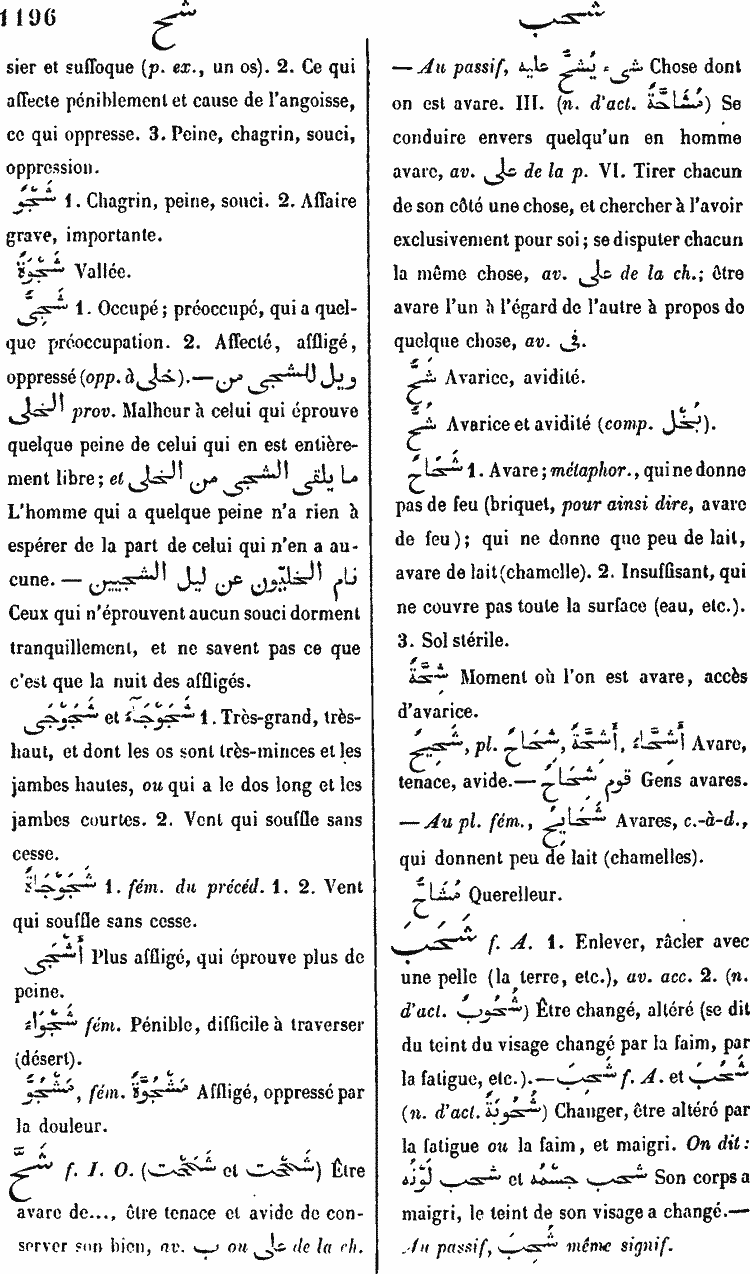 1196 شح شحب
sier et suffoque (p. ex., un os). 2. Ce qui
affecte péniblement et cause de l'angoisse,
ce qui oppresse. 3. Peine, chagrin, souci,
oppression.
شَجْوٌ 1. Chagrin, peine, souci. 2. Affaire
grave, importante.
شَجْوَةٌ Vallée.
شَجِىٌّ 1. Occupé; préoccupé, qui a quel-
que préoccupation. 2. Affecté, affligé,
oppressé (opp. à خلى). — ويل للشجى من
الخلى prov. Malheur à celui qui éprouve
quelque peine de celui qui en est entière-
ment libre; et ما يلقى الشجى من الخلى
L'homme qui a quelque peine n'a rien à
espérer de la part de celui qui n'en a au-
cune. — نام الخليّون عن ليل الشجيين
Ceux qui n'éprouvent aucun souci dorment
tranquillement, et ne savent pas ce que
c'est que la nuit des affligés.
شَجَوْجًى et شَجَوْجَآءُ 1. Très-grand, très-
haut, et dont les os sont très-minces et les
jambes hautes, ou qui a le dos long et les
jambes courtes. 2. Vent qui souffle sans
cesse.
شَجَوْجَاةٌ 1. fém. du précéd. 1. 2. Vent
qui souffle sans cesse.
أَشْجَى Plus affligé, qui éprouve plus de
peine.
شَجْوَاءُ fém. Pénible, difficile à traverser
(désert).
مَشْجُوٌّ, fém. مَشْجُوَّةٌ Affligé, oppressé par
la douleur.
شَحَّ f. I. O. (شَحَحْتَ et شَحِحْتَ) Être
avare de..., être tenace et avide de con-
server son bien, av. ب ou على de la ch.
— Au passif, شىء يُشَحُّ عليه Chose dont
on est avare. III. (n. d'act. مُشَاحَّةٌ) Se
conduire envers quelqu'un en homme
avare, av. على de la p. VI. Tirer chacun
de son côté une chose, et chercher à l'avoir
exclusivement pour soi; se disputer chacun
la même chose, av. على de la ch.; être
avare l'un à l'égard de l'autre à propos de
quelque chose, av. فى.
شَحٌّ Avarice, avidité.
شُحٌّ Avarice et avidité (comp. بُخْل).
شَحَاحٌ 1. Avare; métaphor., qui ne donne
pas de feu (briquet, pour ainsi dire, avare
de feu); qui ne donne que peu de lait,
avare de lait (chamelle). 2. Insuffisant, qui
ne couvre pas toute la surface (eau, etc.).
3. Sol stérile.
شَحَّةٌ Moment où l'on est avare, accès
d'avarice.
شَحِيحٌ, pl. شِحَاحٌ, أَشِحَّةٌ, أَشِحَّاءُ Avare,
tenace, avide. — قوم شِحَاحٌ Gens avares.
— Au pl. fém., شَحَايِحُ Avares, c.-à-d.,
qui donnent peu de lait (chamelles).
مُشَاحٌّ Querelleur.
شَحَبَ f. A. 1. Enlever, râcler avec
une pelle (la terre, etc.), av. acc. 2. (n.
d'act. شُحُوبٌ) Être changé, altéré (se dit
du teint du visage changé par la faim, par
la fatigue, etc.). — شَحَبَ f. A. et شَحُبَ
(n. d'act. شُحُوبَةٌ) Changer, être altéré par
la fatigue ou la faim, et maigri. On dit:
شحب جِسْمُهُ et شحب لَوْنُهُ Son corps a
maigri, le teint de son visage a changé. —
Au passif, شُحِبَ même signif.